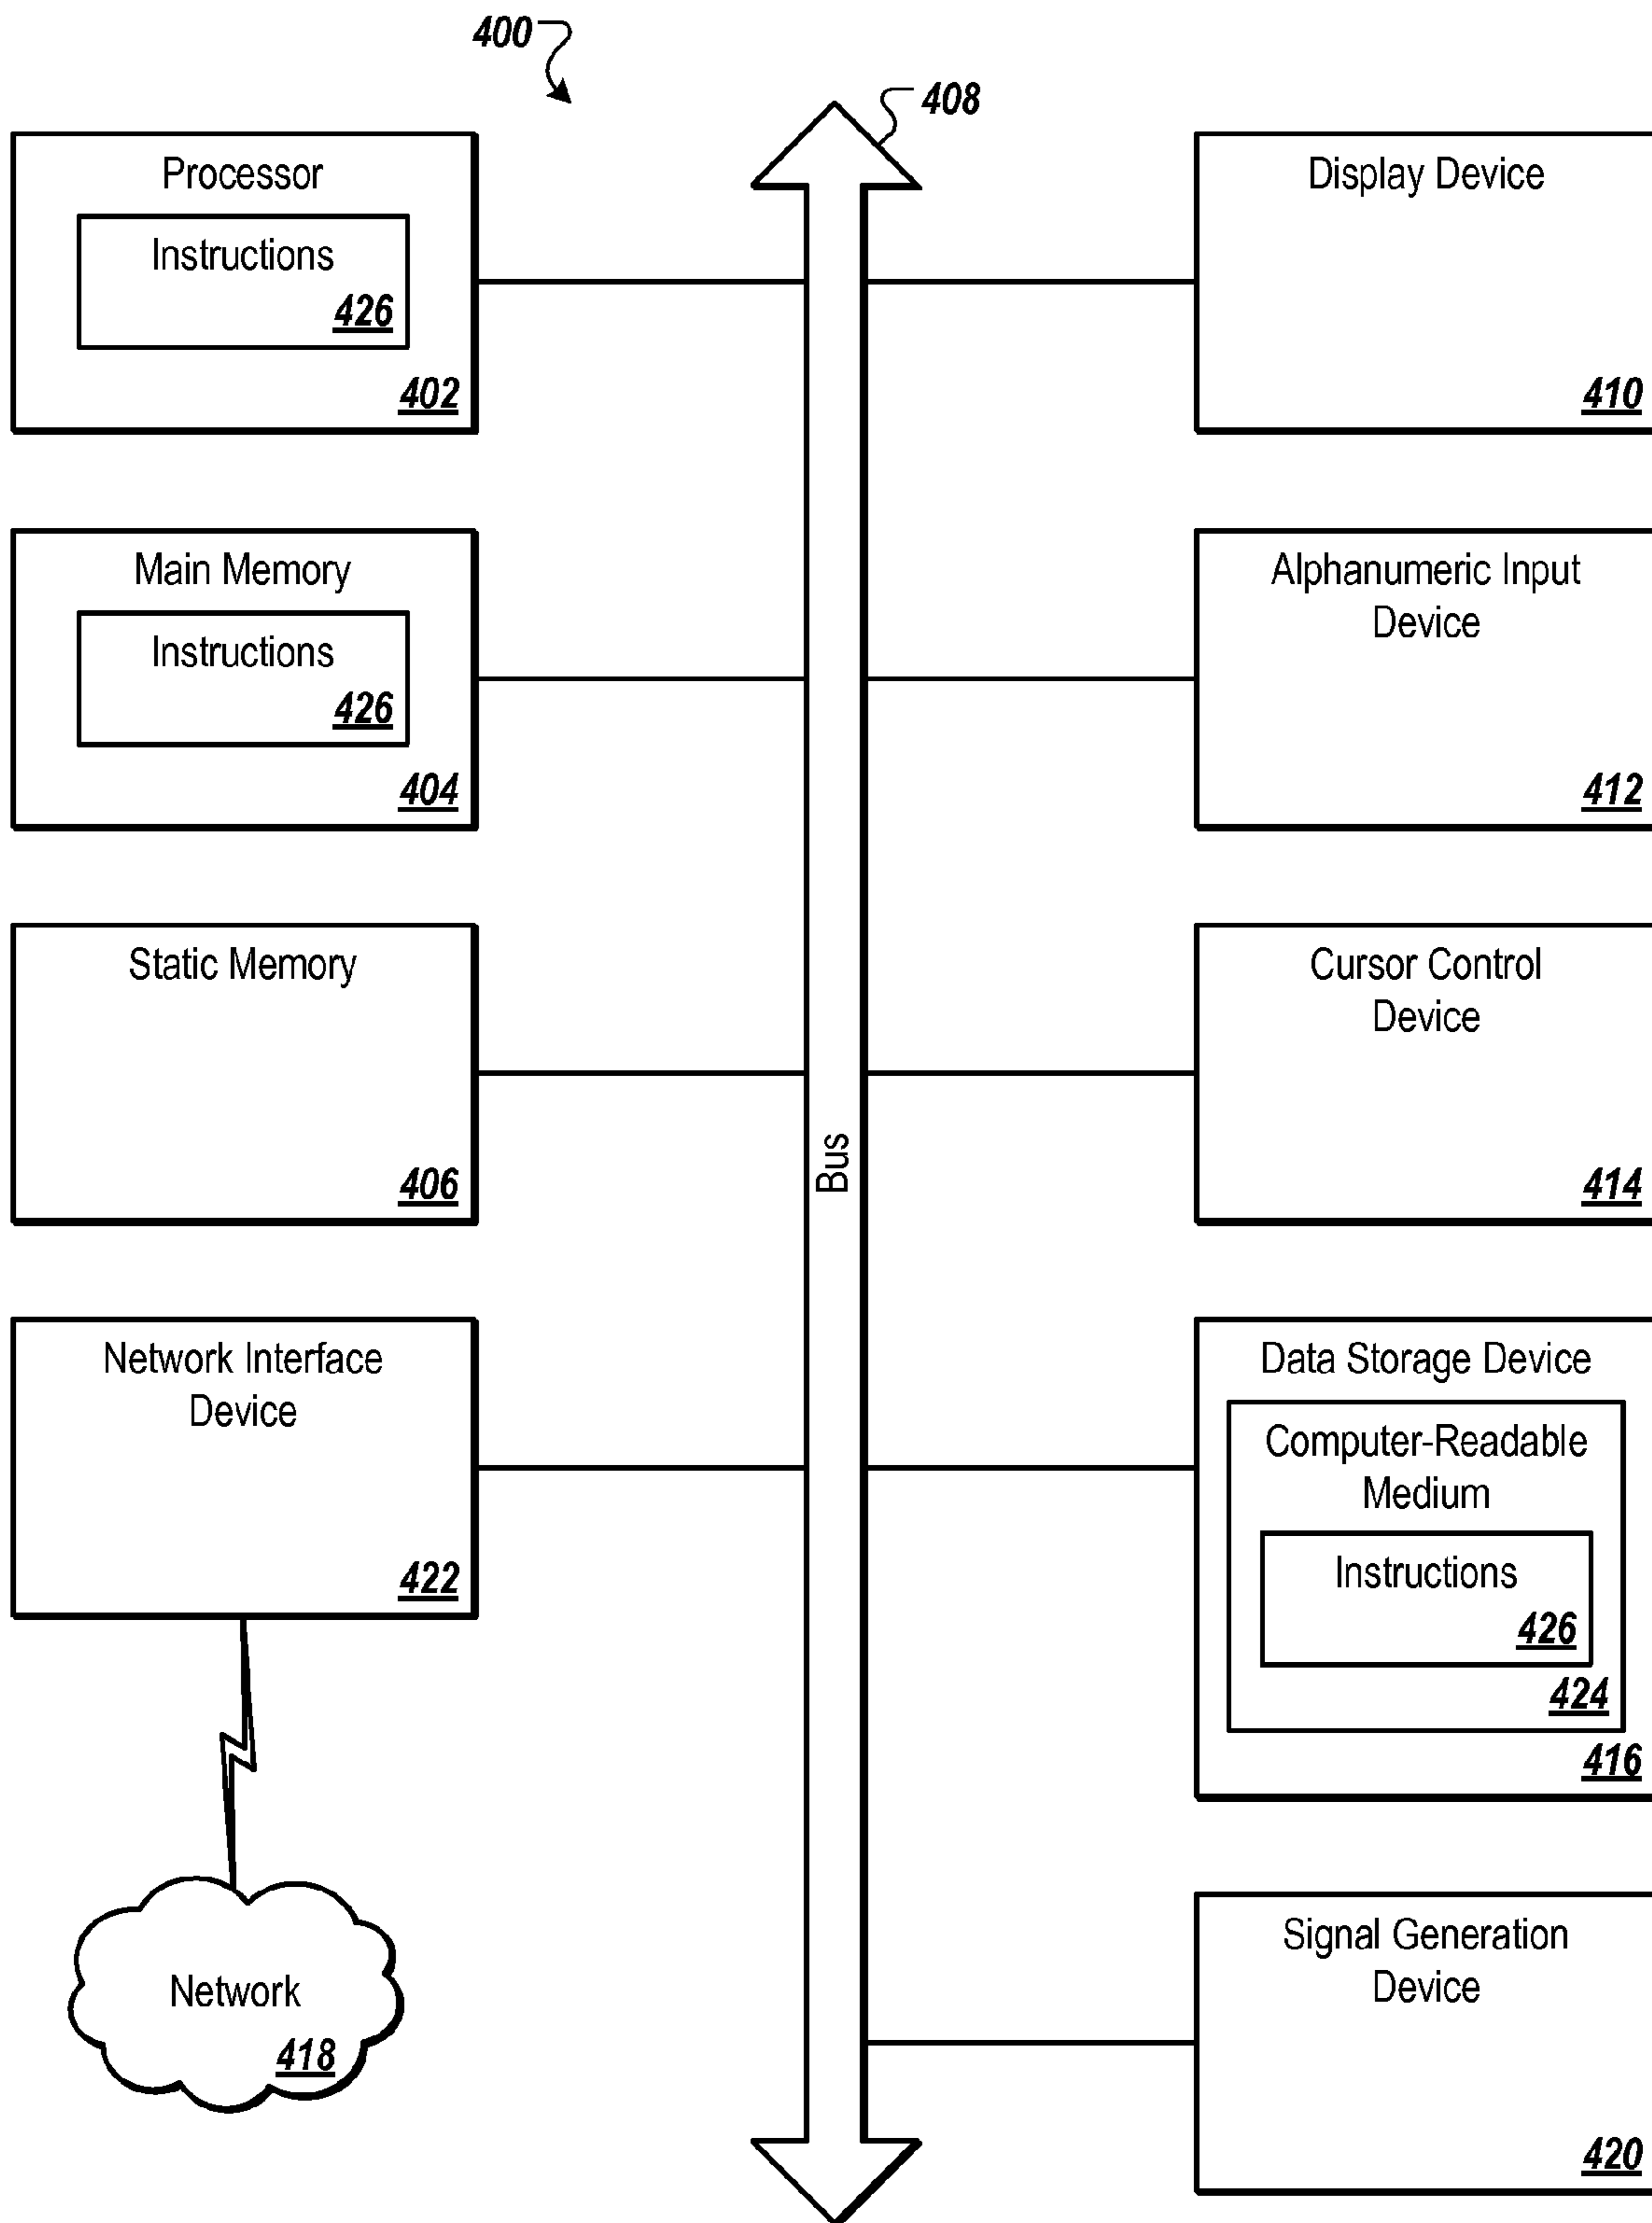 400
408
Processor
Instructions
426
402
Main Memory
Instructions
426
404
Static Memory
406
Network Interface
Device
422
Network
418
Bus
Display Device
410
Alphanumeric Input
Device
412
Cursor Control
Device
414
Data Storage Device
Computer-Readable
Medium
Instructions
426
424
416
Signal Generation
Device
420